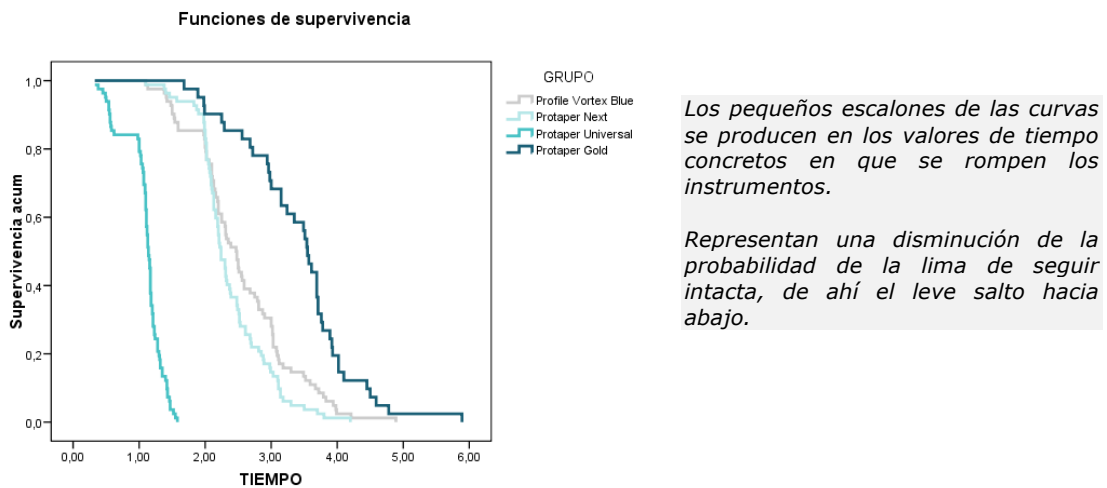 Funciones de supervivencia
1,0
0,8
0,6
0,4
0,2
0,0
Supervivencia acum
0,00 1,00 2,00 3,00 4,00 5,00 6,00
TIEMPO
GRUPO
Profile Vortex Blue
Protaper Next
Protaper Universal
Protaper Gold
Los pequeños escalones de las curvas
se producen en los valores de tiempo
concretos en que se rompen los
instrumentos.
Representan una disminución de la
probabilidad de la lima de seguir
intacta, de ahí el leve salto hacia
abajo.